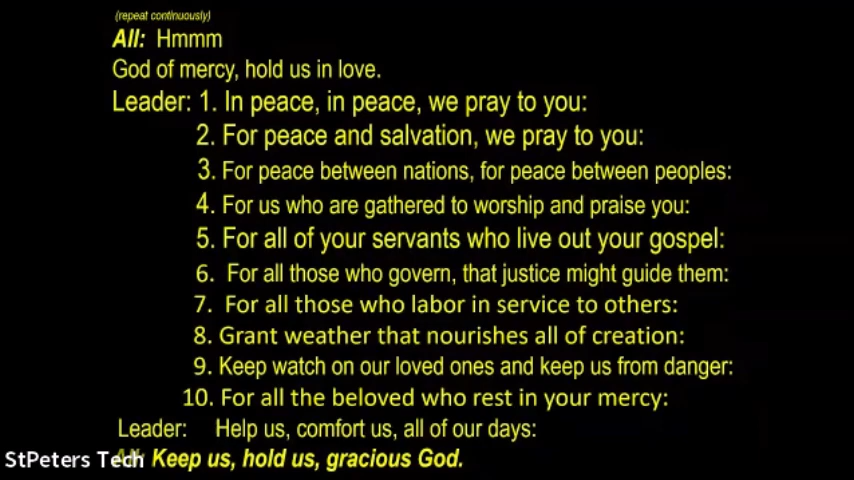 (repeat continuously)
All: Hmmm
God of mercy, hold us in love.
Leader: 1. In peace, in peace, we pray to you:
2. For peace and salvation, we pray to you:
3. For peace between nations, for peace between peoples:
4. For us who are gathered to worship and praise you:
5. For all of your servants who live out your gospel:
6. For all those who govern, that justice might guide them:
7. For all those who labor in service to others:
8. Grant weather that nourishes all of creation:
9. Keep watch on our loved ones and keep us from danger:
10. For all the beloved who rest in your mercy:
Leader: Help us, comfort us, all of our days:
StPeters Tech Keep us, hold us, gracious God.